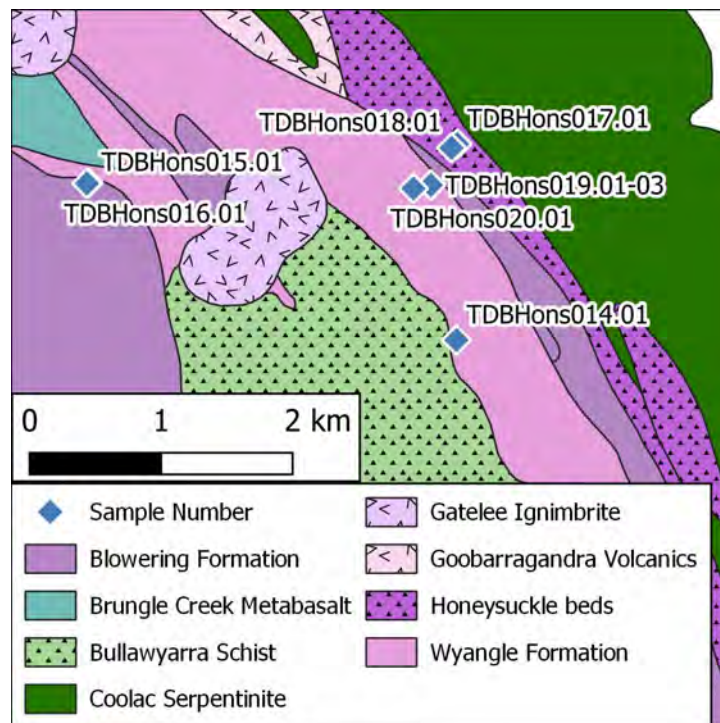 TDBHons018.01
TDBHons017.01
TDBHons015.01
TDBHons019.01-03
TDBHons016.01
TDBHons020.01
TDBHons014.01
0 1 2 km
Sample Number
Gatelee Ignimbrite
Blowering Formation
Goobarragandra Volcanics
Brungle Creek Metabasalt
Honeysuckle beds
Bullawyarra Schist
Wyangle Formation
Coolac Serpentinite